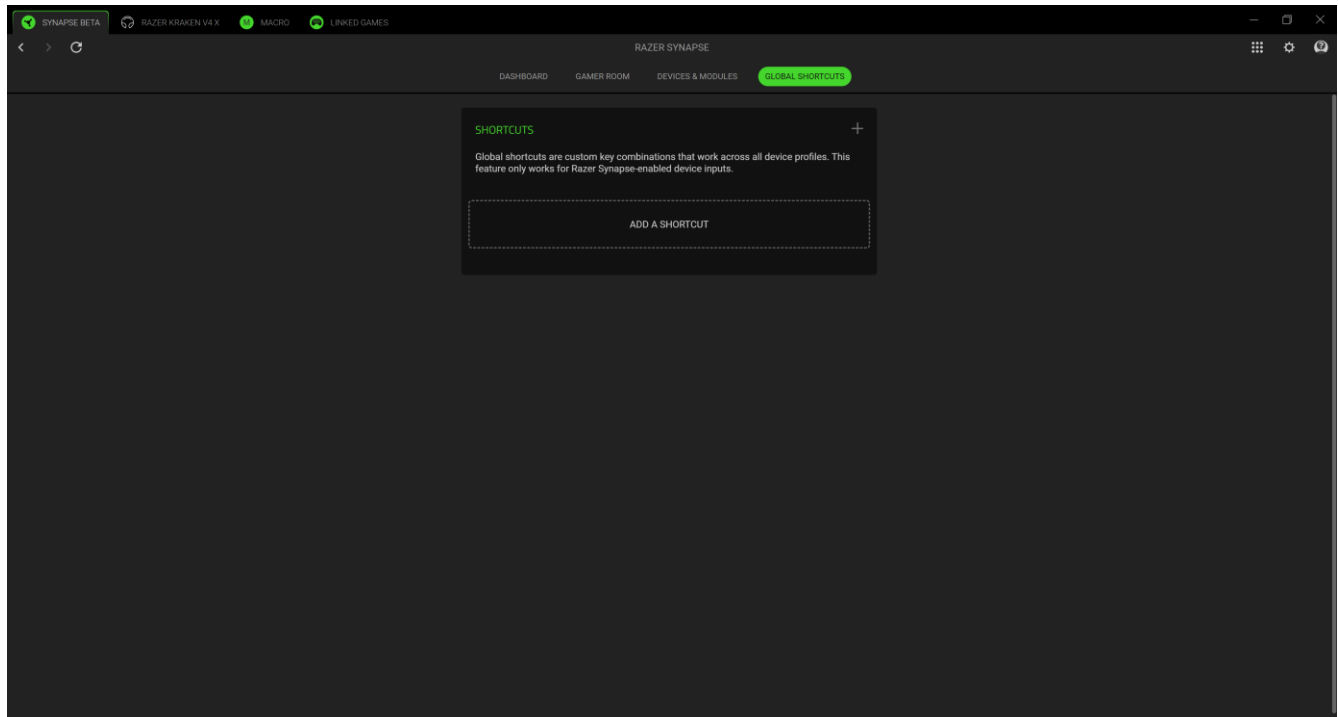 SYNAPSE BETA
RAZER KRAKEN V4 X
MACRO
LINKED GAMES
RAZER SYNAPSE
DASHBOARD
GAMER ROOM
DEVICES & MODULES
GLOBAL SHORTCUTS
SHORTCUTS
Global shortcuts are custom key combinations that work across all device profiles. This
feature only works for Razer Synapse-enabled device inputs.
ADD A SHORTCUT